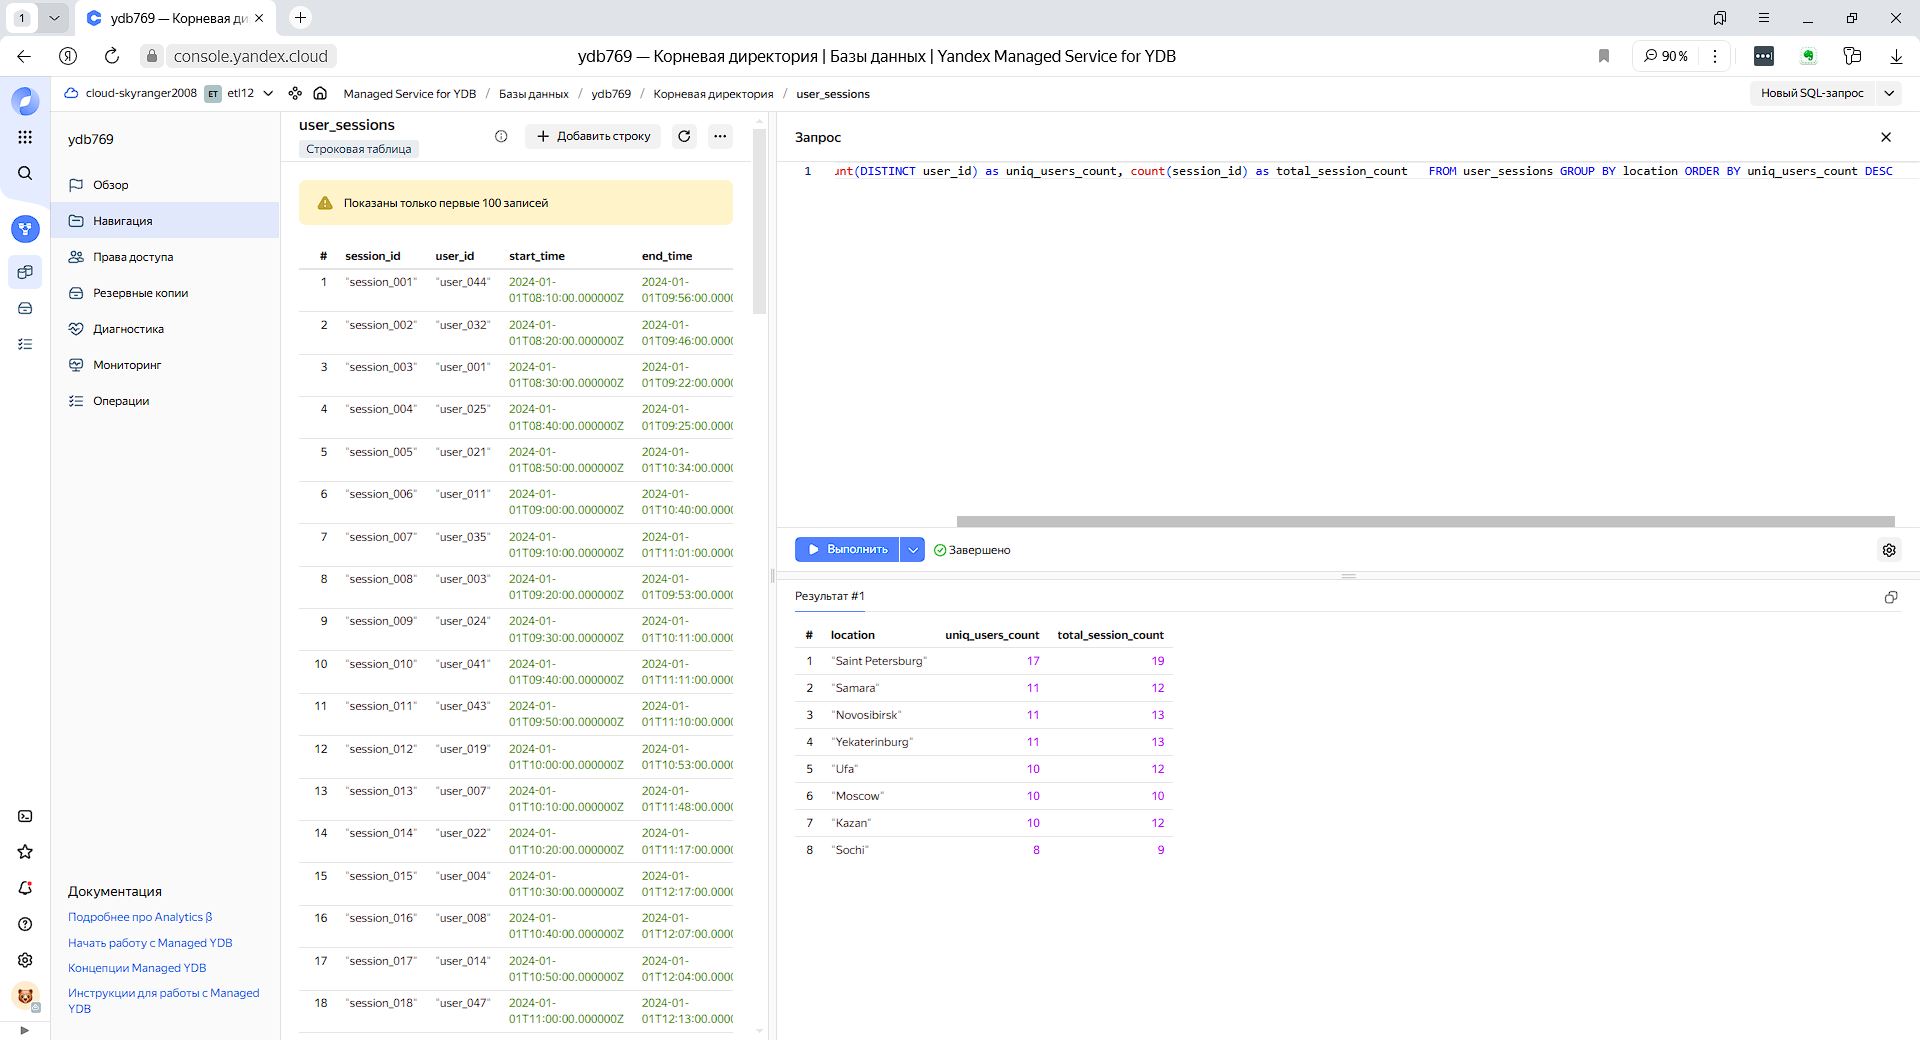 1
ydb769 — Корневая ди
console.yandex.cloud
ydb769 — Корневая директория | Базы данных | Yandex Managed Service for YDB
90%
cloud-skyranger2008 ET etl12
Managed Service for YDB / Базы данных / ydb769 / Корневая директория / user_sessions
Новый SQL-запрос
ydb769
Обзор
Навигация
Права доступа
Резервные копии
Диагностика
Мониторинг
Операции
Документация
Подробнее про Analytics β
Начать работу с Managed YDB
Концепции Managed YDB
Инструкции для работы с Managed
YDB
user_sessions
Строковая таблица
Добавить строку
Показаны только первые 100 записей
# session_id user_id start_time end_time
1 "session_001" "user_044" 2024-01- 2024-01-
01T08:10:00.000000Z 01T09:56:00.000
2 "session_002" "user_032" 2024-01- 2024-01-
01T08:20:00.000000Z 01T09:46:00.000
3 "session_003" "user_001" 2024-01- 2024-01-
01T08:30:00.000000Z 01T09:22:00.000
4 "session_004" "user_025" 2024-01- 2024-01-
01T08:40:00.000000Z 01T09:25:00.000
5 "session_005" "user_021" 2024-01- 2024-01-
01T08:50:00.000000Z 01T10:34:00.000
6 "session_006" "user_011" 2024-01- 2024-01-
01T09:00:00.000000Z 01T10:40:00.000
7 "session_007" "user_035" 2024-01- 2024-01-
01T09:10:00.000000Z 01T11:01:00.000
8 "session_008" "user_003" 2024-01- 2024-01-
01T09:20:00.000000Z 01T09:53:00.000
9 "session_009" "user_024" 2024-01- 2024-01-
01T09:30:00.000000Z 01T10:11:00.000
10 "session_010" "user_041" 2024-01- 2024-01-
01T09:40:00.000000Z 01T11:11:00.000
11 "session_011" "user_043" 2024-01- 2024-01-
01T09:50:00.000000Z 01T11:10:00.000
12 "session_012" "user_019" 2024-01- 2024-01-
01T10:00:00.000000Z 01T10:53:00.000
13 "session_013" "user_007" 2024-01- 2024-01-
01T10:10:00.000000Z 01T11:48:00.000
14 "session_014" "user_022" 2024-01- 2024-01-
01T10:20:00.000000Z 01T11:17:00.000
15 "session_015" "user_004" 2024-01- 2024-01-
01T10:30:00.000000Z 01T12:17:00.000
16 "session_016" "user_008" 2024-01- 2024-01-
01T10:40:00.000000Z 01T12:07:00.000
17 "session_017" "user_014" 2024-01- 2024-01-
01T10:50:00.000000Z 01T12:04:00.000
18 "session_018" "user_047" 2024-01- 2024-01-
01T11:00:00.000000Z 01T12:13:00.000
Запрос
1 unt(DISTINCT user_id) as uniq_users_count, count(session_id) as total_session_count FROM user_sessions GROUP BY location ORDER BY uniq_users_count DESC
Выполнить
Завершено
Результат #1
# location uniq_users_count total_session_count
1 "Saint Petersburg" 17 19
2 "Samara" 11 12
3 "Novosibirsk" 11 13
4 "Yekaterinburg" 11 13
5 "Ufa" 10 12
6 "Moscow" 10 10
7 "Kazan" 10 12
8 "Sochi" 8 9